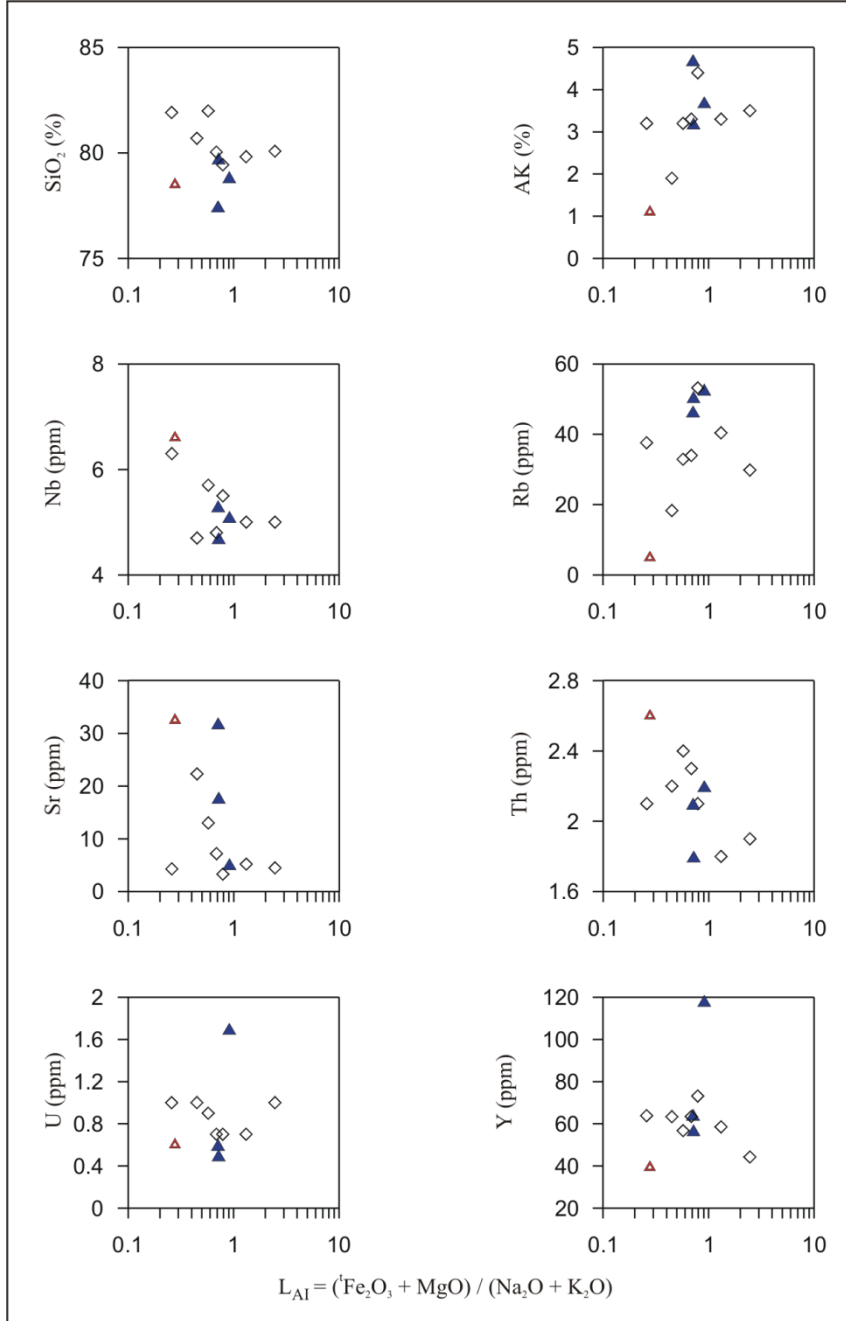 85
80
75
SiO₂ (%)
0.1 1 10
5
4
3
2
1
0
AK (%)
0.1 1 10
8
6
4
Nb (ppm)
0.1 1 10
60
40
20
0
Rb (ppm)
0.1 1 10
40
30
20
10
0
Sr (ppm)
0.1 1 10
2.8
2.4
2
1.6
Th (ppm)
0.1 1 10
2
1.6
1.2
0.8
0.4
0
U (ppm)
0.1 1 10
120
100
80
60
40
20
Y (ppm)
0.1 1 10
L_AI = (ᵗFe₂O₃ + MgO) / (Na₂O + K₂O)